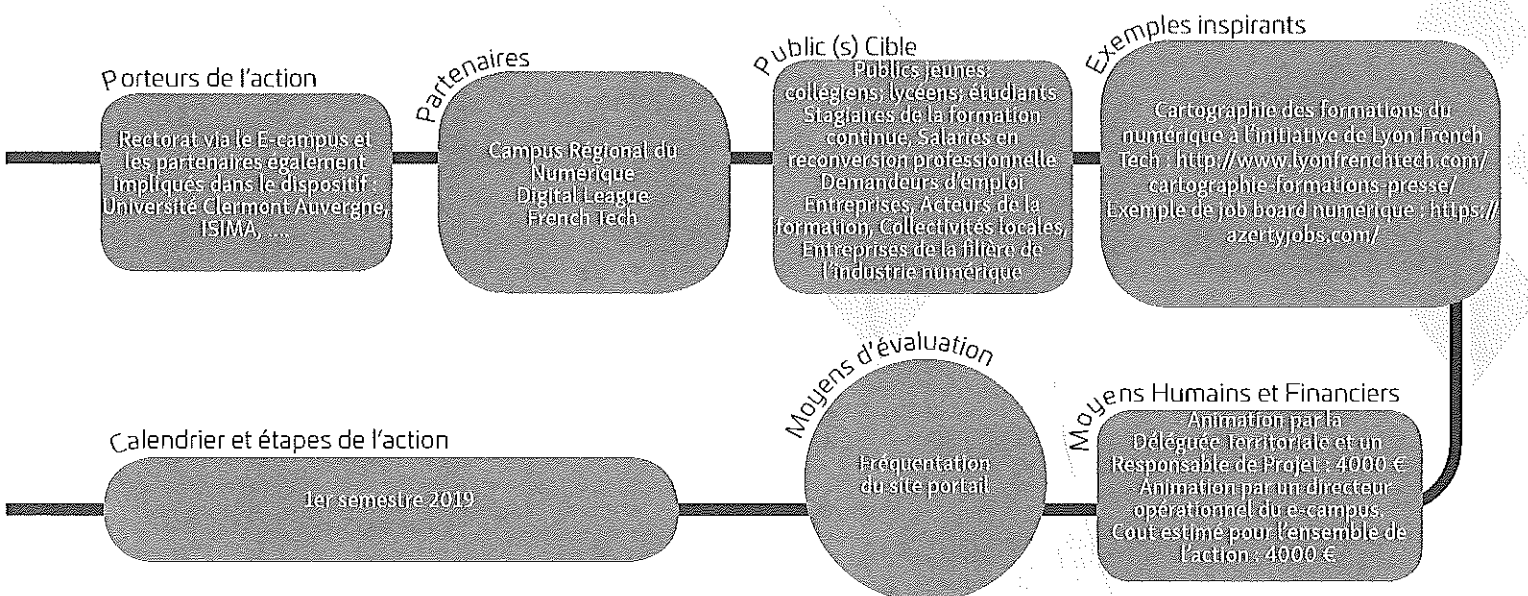 Porteurs de l'action
Rectorat via le E-campus et
les partenaires également
impliqués dans le dispositif :
Université Clermont Auvergne,
ISIMA, ....
Partenaires
Campus Régional du
Numérique
Digital League
French Tech
Public (s) Cible
Publics jeunes
collégiens, lycéens, étudiants
Stagiaires de la formation
continue, Salariés en
reconversion professionnelle
Demandeurs d'emploi
Entreprises, Acteurs de la
formation, Collectivités locales,
Entreprises de la filière de
l'industrie numérique
Exemples inspirants
Cartographie des formations du
numérique à l'initiative de Lyon French
Tech : http://www.lyonfrenchtech.com/
cartographie-formations-presse/
Exemple de job board numérique : https://
azertyjobs.com/
Moyens Humains et Financiers
Animation par la
Déléguée Territoriale et un
Responsable de Projet : 4000 €
Animation par un directeur
opérationnel du e-campus.
Cout estimé pour l'ensemble de
l'action : 4000 €
Moyens d'évaluation
Fréquentation
du site portail
Calendrier et étapes de l'action
1er semestre 2019